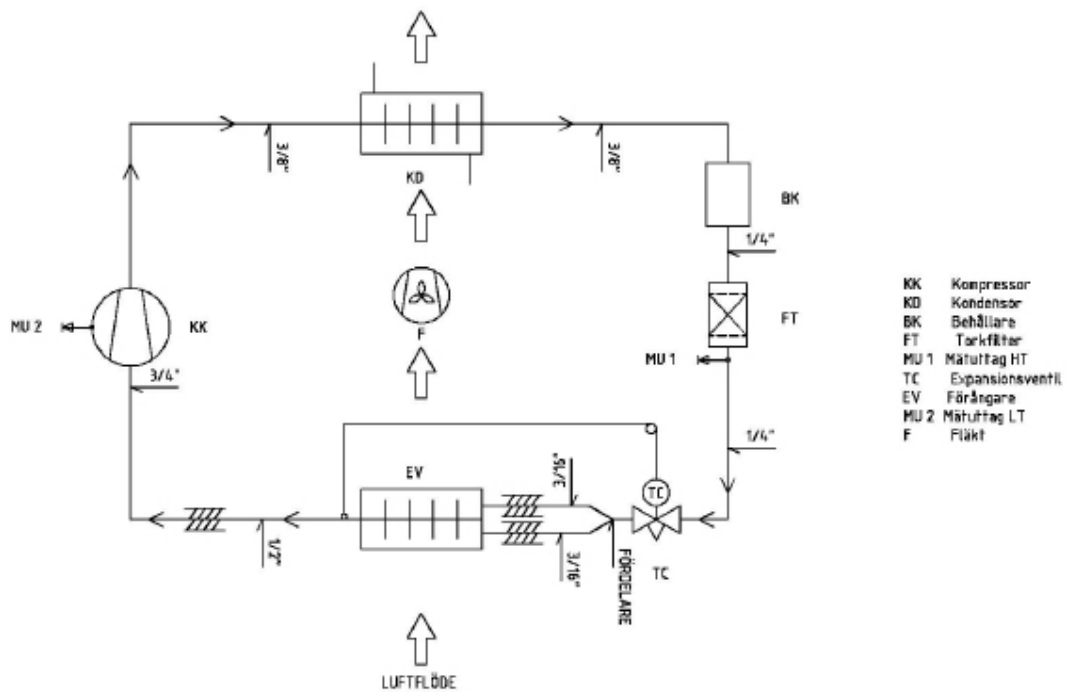 3/8"
3/8"
KD
BK
1/4"
FT
MU 2
KK
F
MU 1
3/4"
1/4"
EV
3/16"
TC
1/2"
3/16"
FÖRDELARE
TC
LUFTFLÖDE
KK Kompressor
KD Kondensor
BK Behållare
FT Torkfilter
MU 1 Mätuttag HT
TC Expansionsventil
EV Förångare
MU 2 Mätuttag LT
F Fläkt